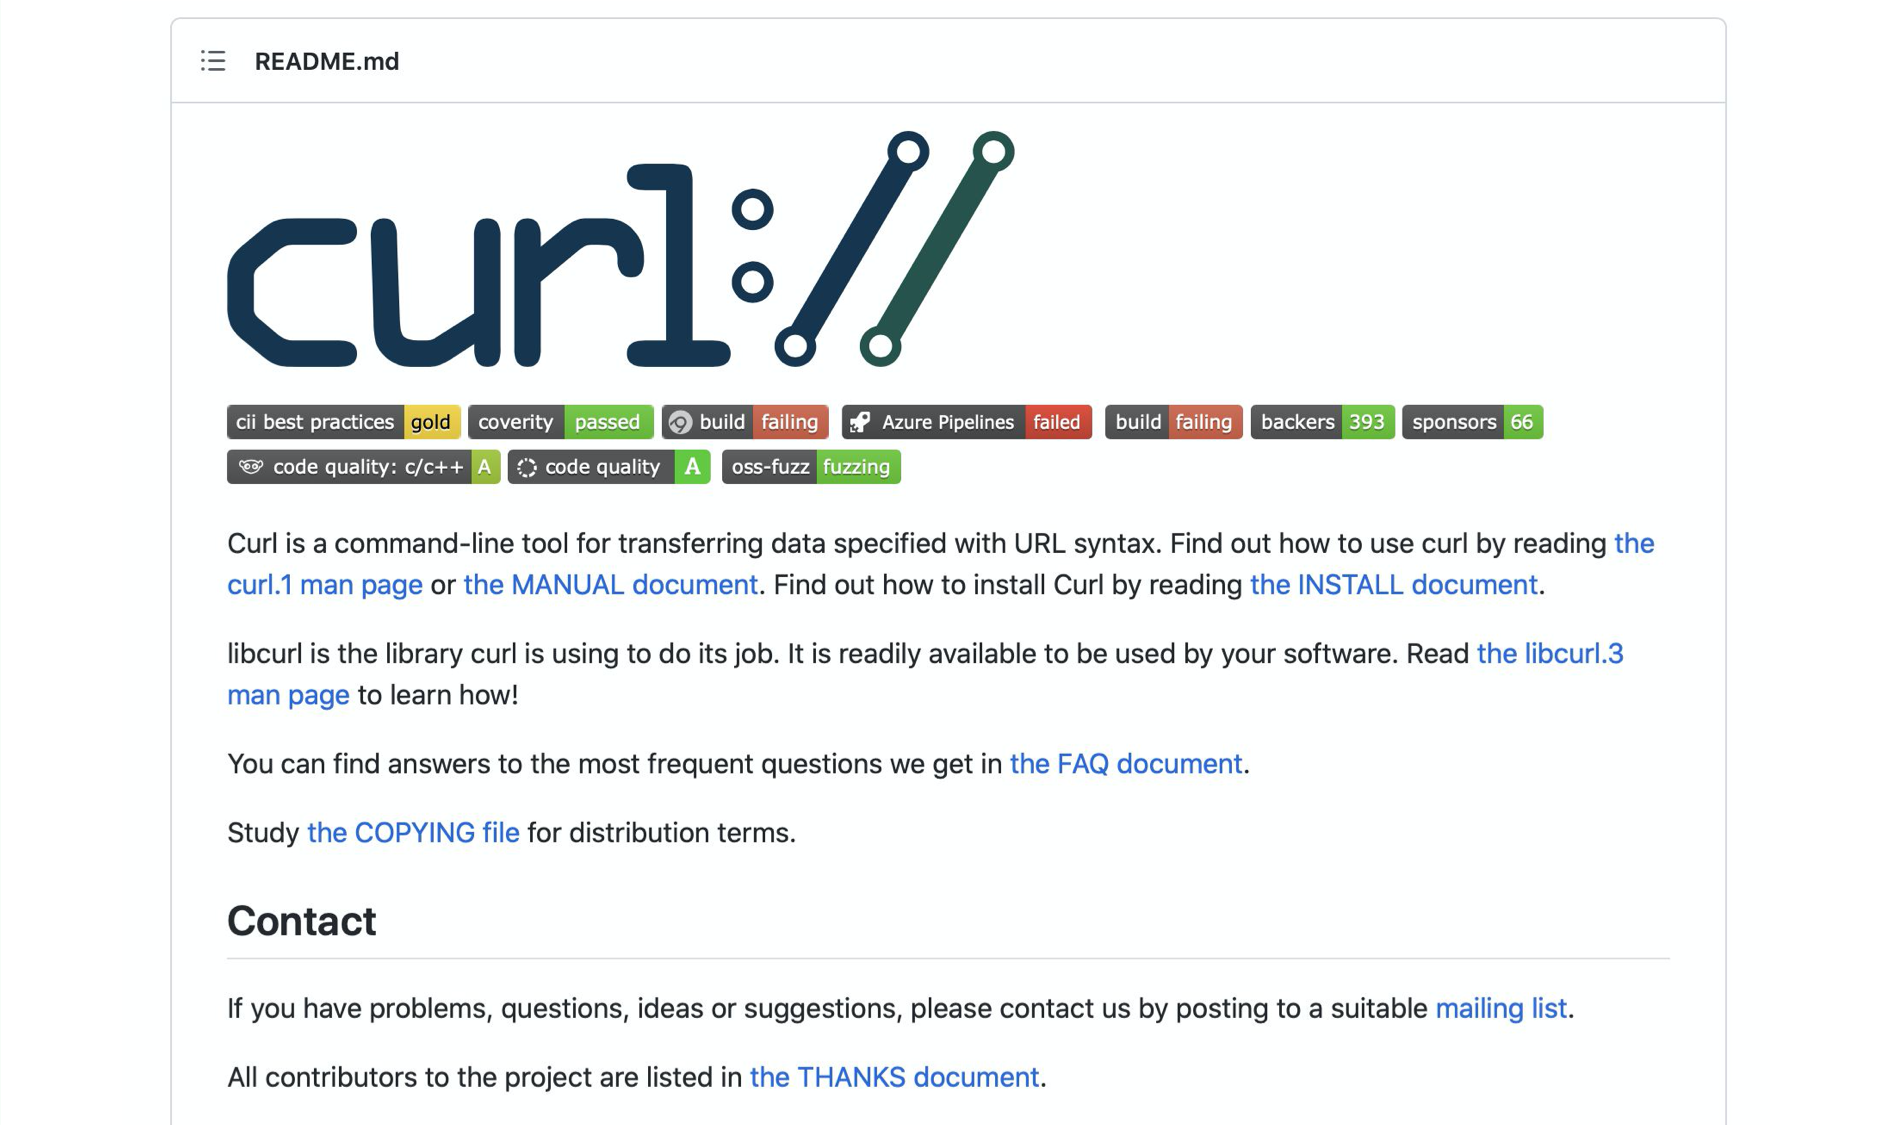 README.md
curl://
cii best practices gold coverity passed build failing Azure Pipelines failed build failing backers 393 sponsors 66
code quality: c/c++ A code quality A oss-fuzz fuzzing
Curl is a command-line tool for transferring data specified with URL syntax. Find out how to use curl by reading the
curl.1 man page or the MANUAL document. Find out how to install Curl by reading the INSTALL document.
libcurl is the library curl is using to do its job. It is readily available to be used by your software. Read the libcurl.3
man page to learn how!
You can find answers to the most frequent questions we get in the FAQ document.
Study the COPYING file for distribution terms.
Contact
If you have problems, questions, ideas or suggestions, please contact us by posting to a suitable mailing list.
All contributors to the project are listed in the THANKS document.